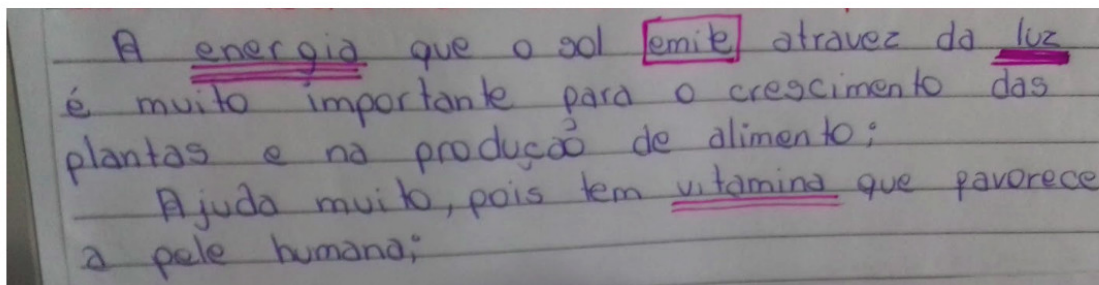 A energia que o sol emite atravez da luz
é muito importante para o crescimento das
plantas e na produção de alimento;
Ajuda muito, pois tem vitamina que favorece
a pele humana;